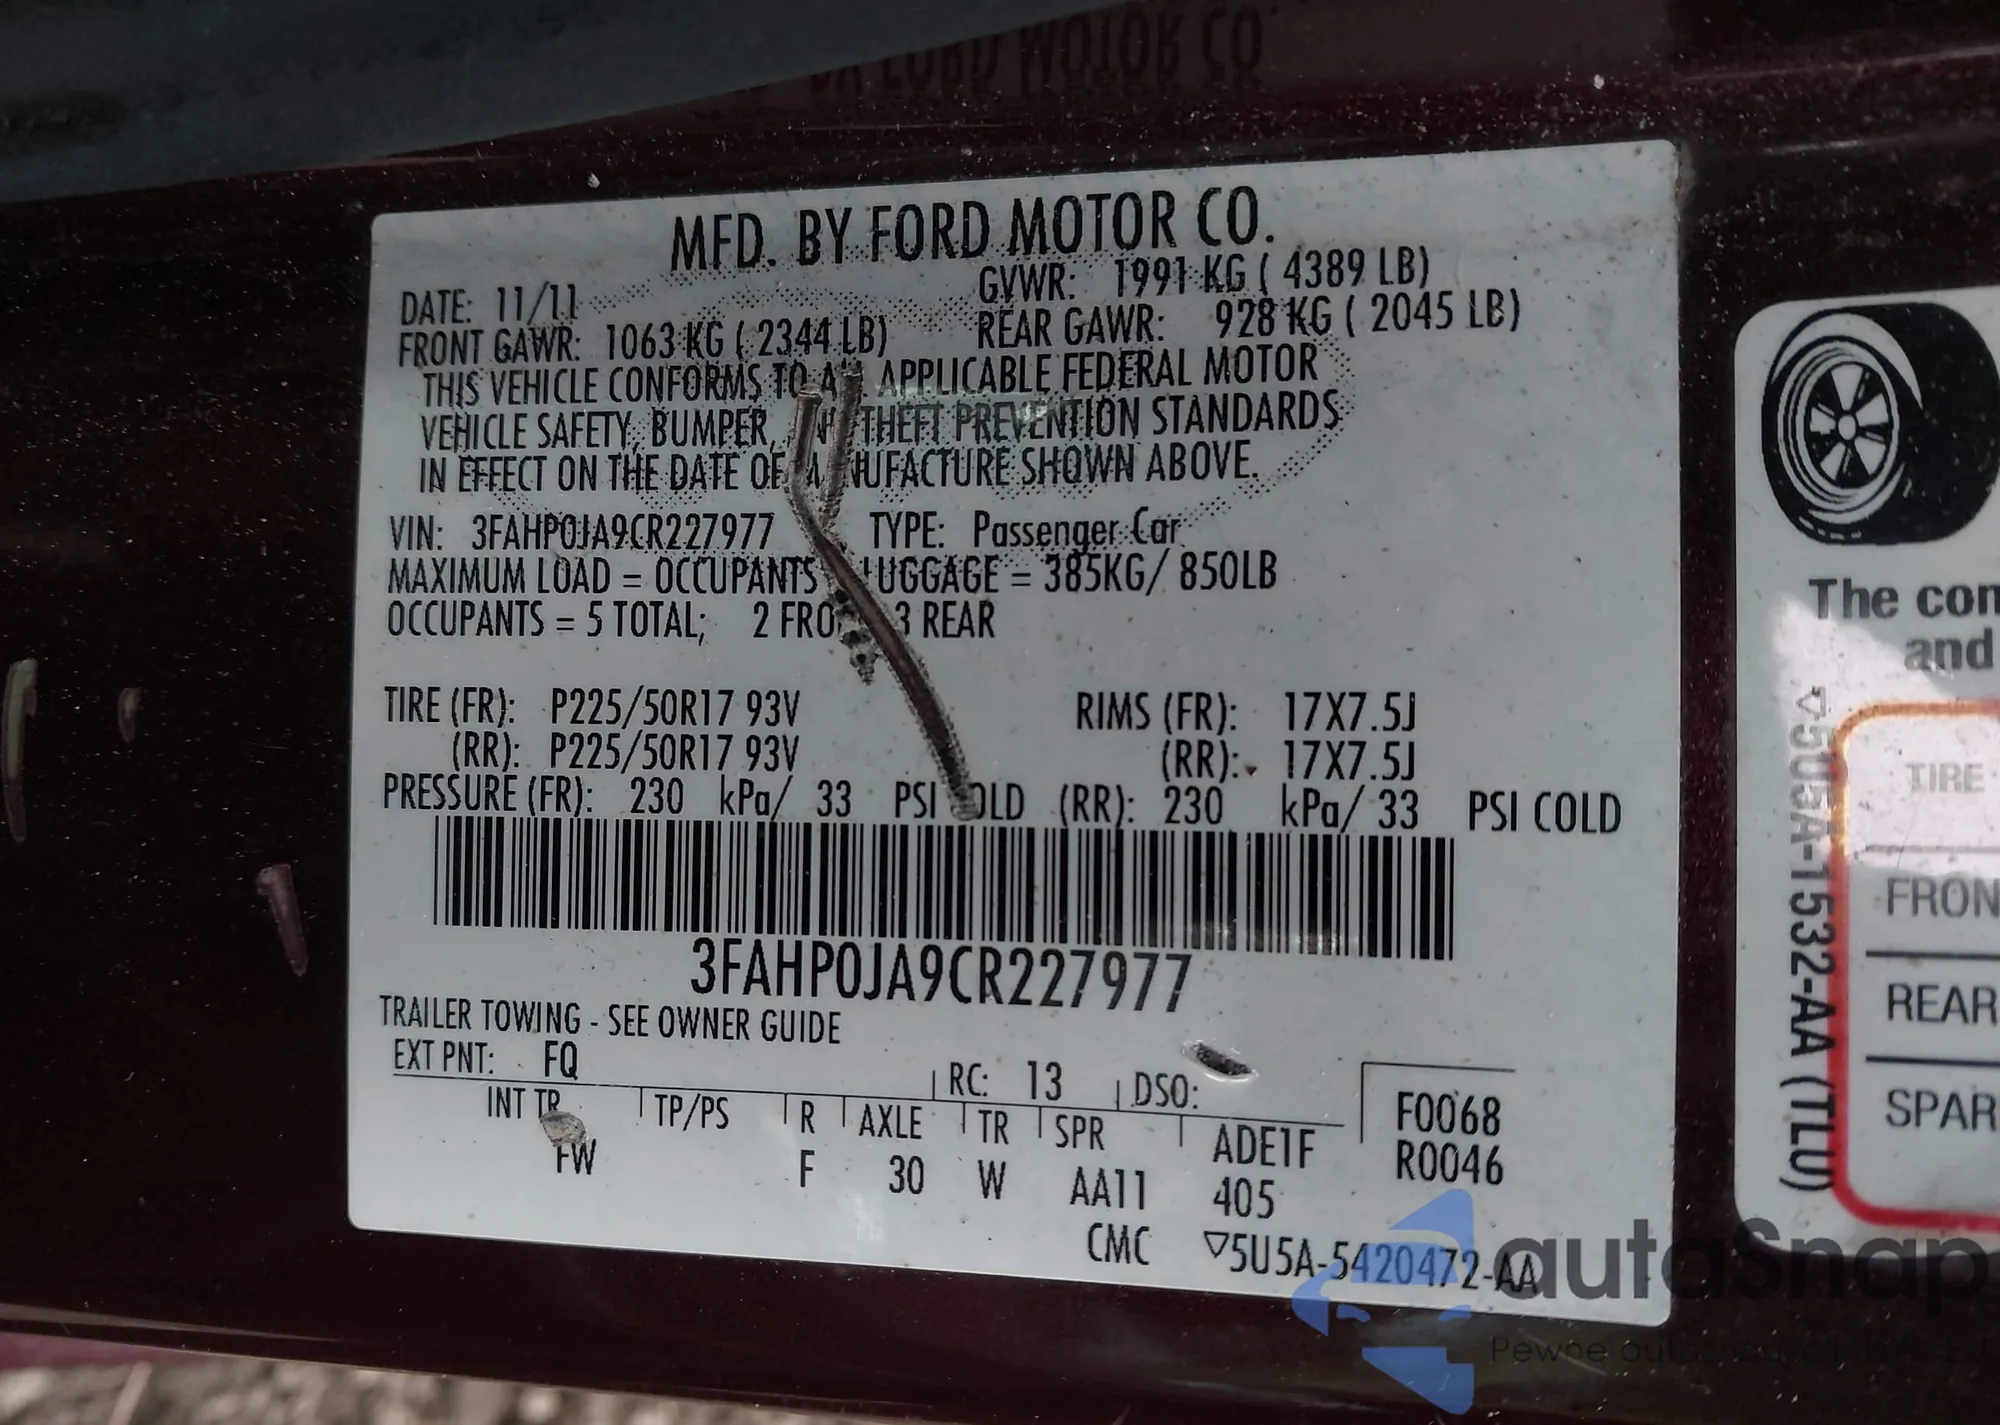 MFD. BY FORD MOTOR CO.
DATE: 11/11 GVWR: 1991 KG ( 4389 LB)
FRONT GAWR: 1063 KG ( 2344 LB) REAR GAWR: 928 KG ( 2045 LB)
THIS VEHICLE CONFORMS TO APPLICABLE FEDERAL MOTOR
VEHICLE SAFETY, BUMPER, THEFT PREVENTION STANDARDS
IN EFFECT ON THE DATE OF MANUFACTURE SHOWN ABOVE.
VIN: 3FAHP0JA9CR227977 TYPE: Passenger Car
MAXIMUM LOAD = OCCUPANTS LUGGAGE = 385KG/ 850LB
OCCUPANTS = 5 TOTAL; 2 3 REAR
TIRE (FR): P225/50R17 93V RIMS (FR): 17X7.5J
(RR): P225/50R17 93V (RR): 17X7.5J
PRESSURE (FR): 230 kPa/ 33 PSI COLD (RR): 230 kPa/ 33 PSI COLD
3FAHP0JA9CR227977
TRAILER TOWING - SEE OWNER GUIDE
EXT PNT: FQ RC: 13 DSO:
INT TR TP/PS R AXLE TR SPR ADE1F F0068
FW F 30 W AA11 405 R0046
CMC ▽5U5A-5420472-AA
The con
and
▽505A-1532-AA (TLU)
TIRE
FRON
REAR
SPAR
autoSnap